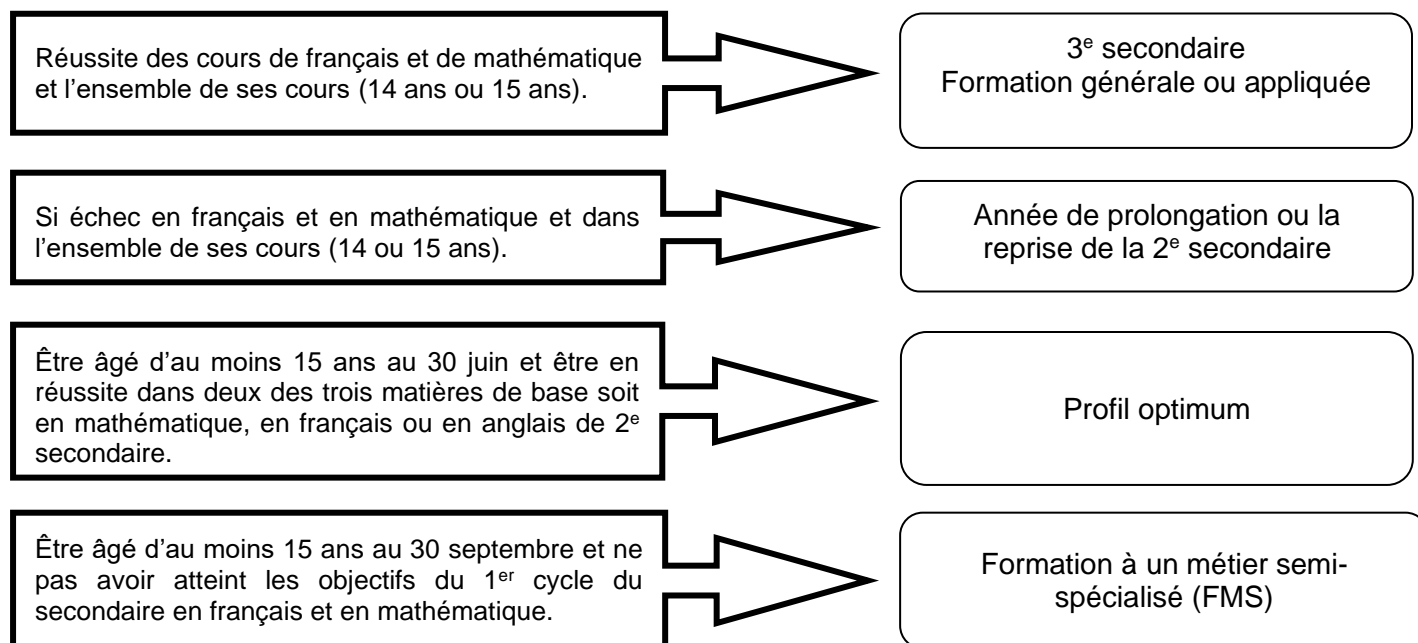 Réussite des cours de français et de mathématique
et l'ensemble de ses cours (14 ans ou 15 ans).
3e secondaire
Formation générale ou appliquée
Si échec en français et en mathématique et dans
l'ensemble de ses cours (14 ou 15 ans).
Année de prolongation ou la
reprise de la 2e secondaire
Être âgé d'au moins 15 ans au 30 juin et être en
réussite dans deux des trois matières de base soit
en mathématique, en français ou en anglais de 2e
secondaire.
Profil optimum
Être âgé d'au moins 15 ans au 30 septembre et ne
pas avoir atteint les objectifs du 1er cycle du
secondaire en français et en mathématique.
Formation à un métier semi-
spécialisé (FMS)